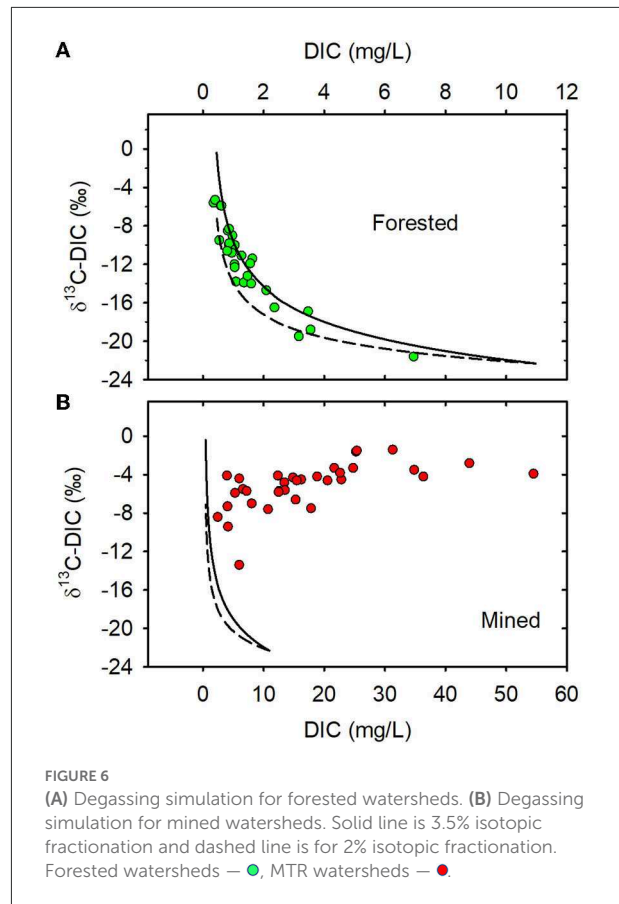 A
DIC (mg/L)
0 2 4 6 8 10 12
δ¹³C-DIC (‰)
0
-4
-8
-12
-16
-20
-24
Forested
B
δ¹³C-DIC (‰)
0
-4
-8
-12
-16
-20
-24
Mined
0 10 20 30 40 50 60
DIC (mg/L)
FIGURE 6
(A) Degassing simulation for forested watersheds. (B) Degassing
simulation for mined watersheds. Solid line is 3.5% isotopic
fractionation and dashed line is for 2% isotopic fractionation.
Forested watersheds — , MTR watersheds — .